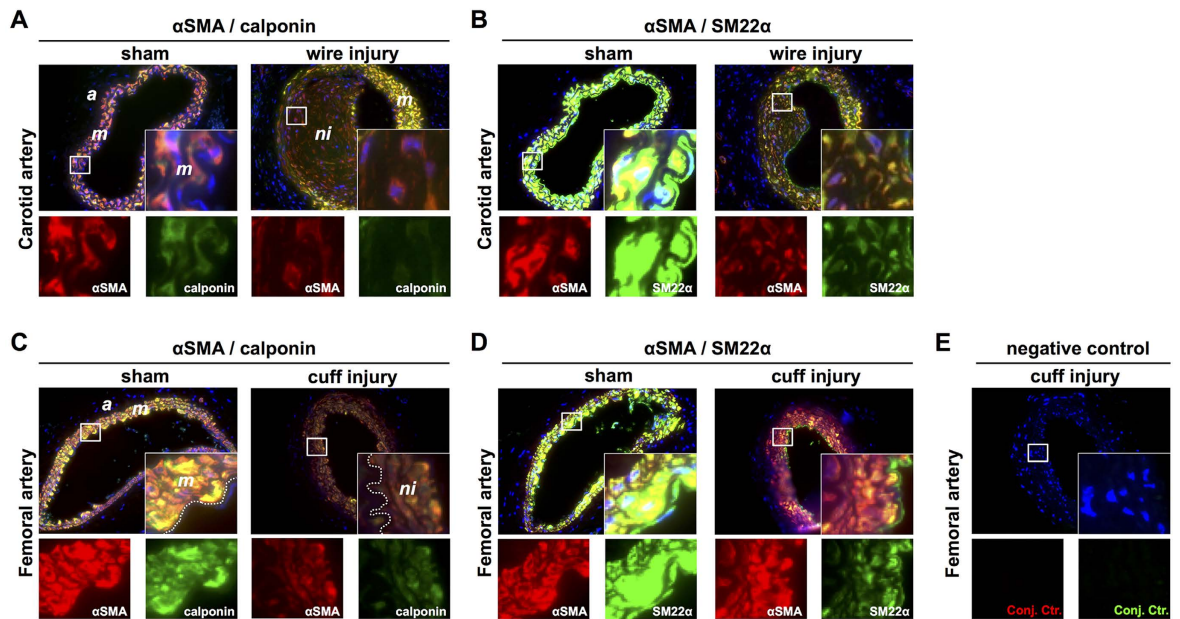 A
αSMA / calponin
sham
wire injury
Carotid artery
a
m
m
m
ni
αSMA
calponin
αSMA
calponin
B
αSMA / SM22α
sham
wire injury
Carotid artery
αSMA
SM22α
αSMA
SM22α
C
αSMA / calponin
sham
cuff injury
Femoral artery
a
m
m
ni
αSMA
calponin
αSMA
calponin
D
αSMA / SM22α
sham
cuff injury
Femoral artery
αSMA
SM22α
αSMA
SM22α
E
negative control
cuff injury
Femoral artery
Conj. Ctr.
Conj. Ctr.